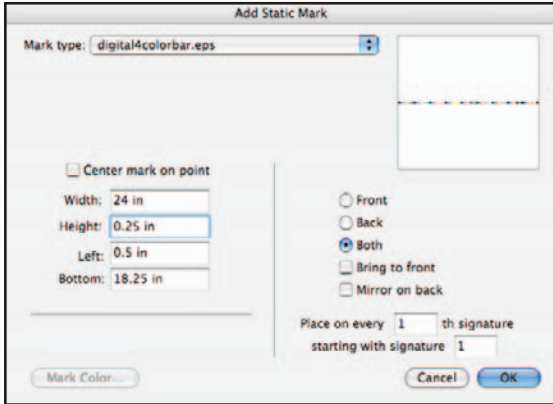 Add Static Mark
Mark type: digital4colorbar.eps
Center mark on point
Width: 24 in
Height: 0.25 in
Left: 0.5 in
Bottom: 18.25 in
Front
Back
Both
Bring to front
Mirror on back
Place on every 1 th signature
starting with signature 1
Mark Color...
Cancel OK